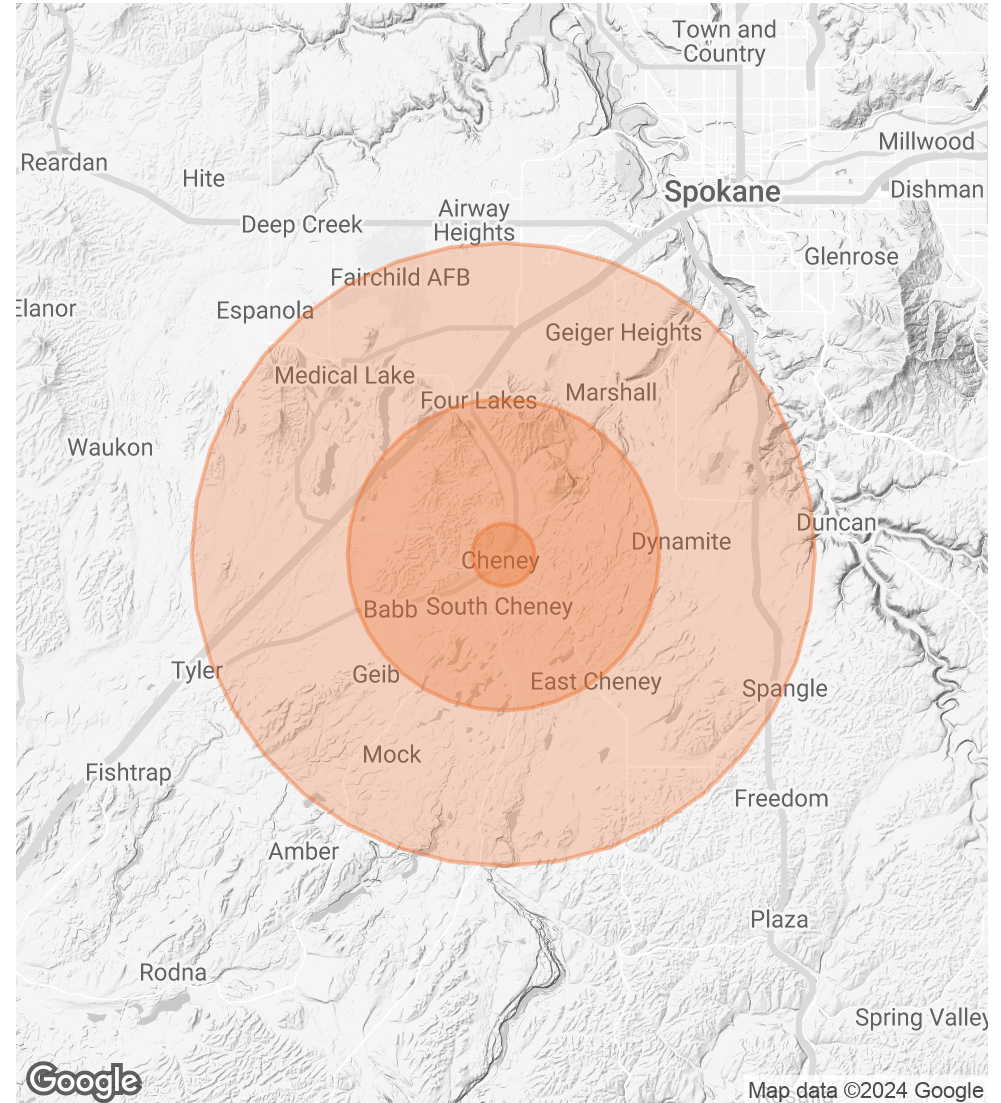 Town and
Country
Millwood
Reardan
Hite
Spokane
Dishman
Airway
Heights
Deep Creek
Glenrose
Fairchild AFB
Espanola
Elanor
Geiger Heights
Medical Lake
Marshall
Four Lakes
Waukon
Duncan
Dynamite
Cheney
Babb
South Cheney
Tyler
Geib
East Cheney
Spangle
Mock
Fishtrap
Freedom
Amber
Plaza
Rodna
Spring Valley
Google
Map data ©2024 Google